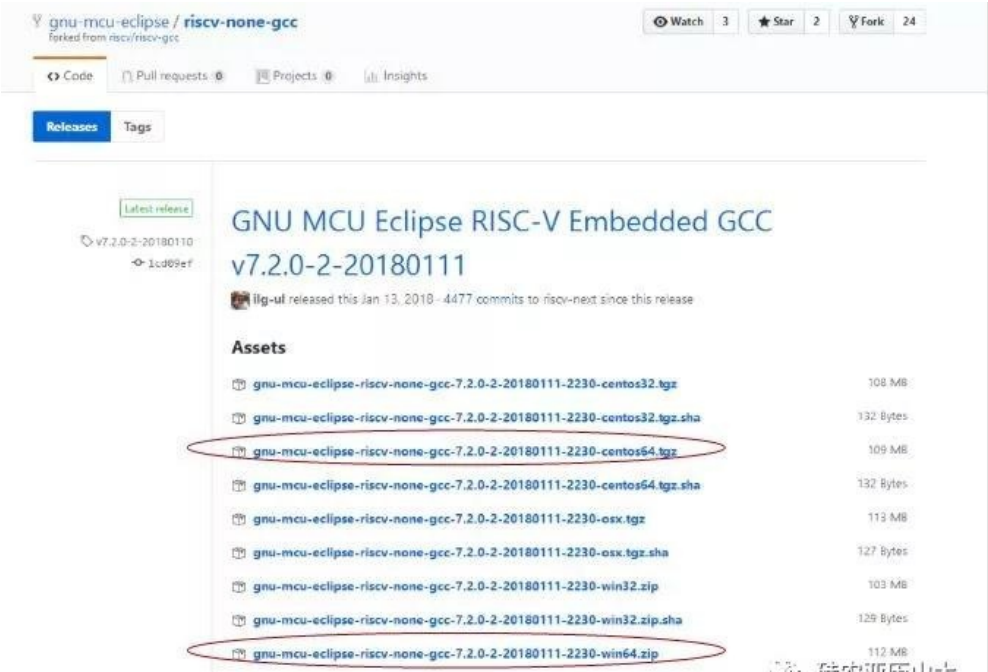 gnu-mcu-eclipse / riscv-none-gcc
Forked from riscv/riscv-gcc
Watch 3 Star 2 Fork 24
Code Pull requests 0 Projects 0 Insights
Releases Tags
Latest release
v7.2.0-2-20180110
1cd09ef
GNU MCU Eclipse RISC-V Embedded GCC
v7.2.0-2-20180111
ilg-ul released this Jan 13, 2018 · 4477 commits to riscv-next since this release
Assets
gnu-mcu-eclipse-riscv-none-gcc-7.2.0-2-20180111-2230-centos32.tgz 108 MB
gnu-mcu-eclipse-riscv-none-gcc-7.2.0-2-20180111-2230-centos32.tgz.sha 132 Bytes
gnu-mcu-eclipse-riscv-none-gcc-7.2.0-2-20180111-2230-centos64.tgz 109 MB
gnu-mcu-eclipse-riscv-none-gcc-7.2.0-2-20180111-2230-centos64.tgz.sha 132 Bytes
gnu-mcu-eclipse-riscv-none-gcc-7.2.0-2-20180111-2230-osx.tgz 113 MB
gnu-mcu-eclipse-riscv-none-gcc-7.2.0-2-20180111-2230-osx.tgz.sha 127 Bytes
gnu-mcu-eclipse-riscv-none-gcc-7.2.0-2-20180111-2230-win32.zip 103 MB
gnu-mcu-eclipse-riscv-none-gcc-7.2.0-2-20180111-2230-win32.zip.sha 129 Bytes
gnu-mcu-eclipse-riscv-none-gcc-7.2.0-2-20180111-2230-win64.zip 112 MB